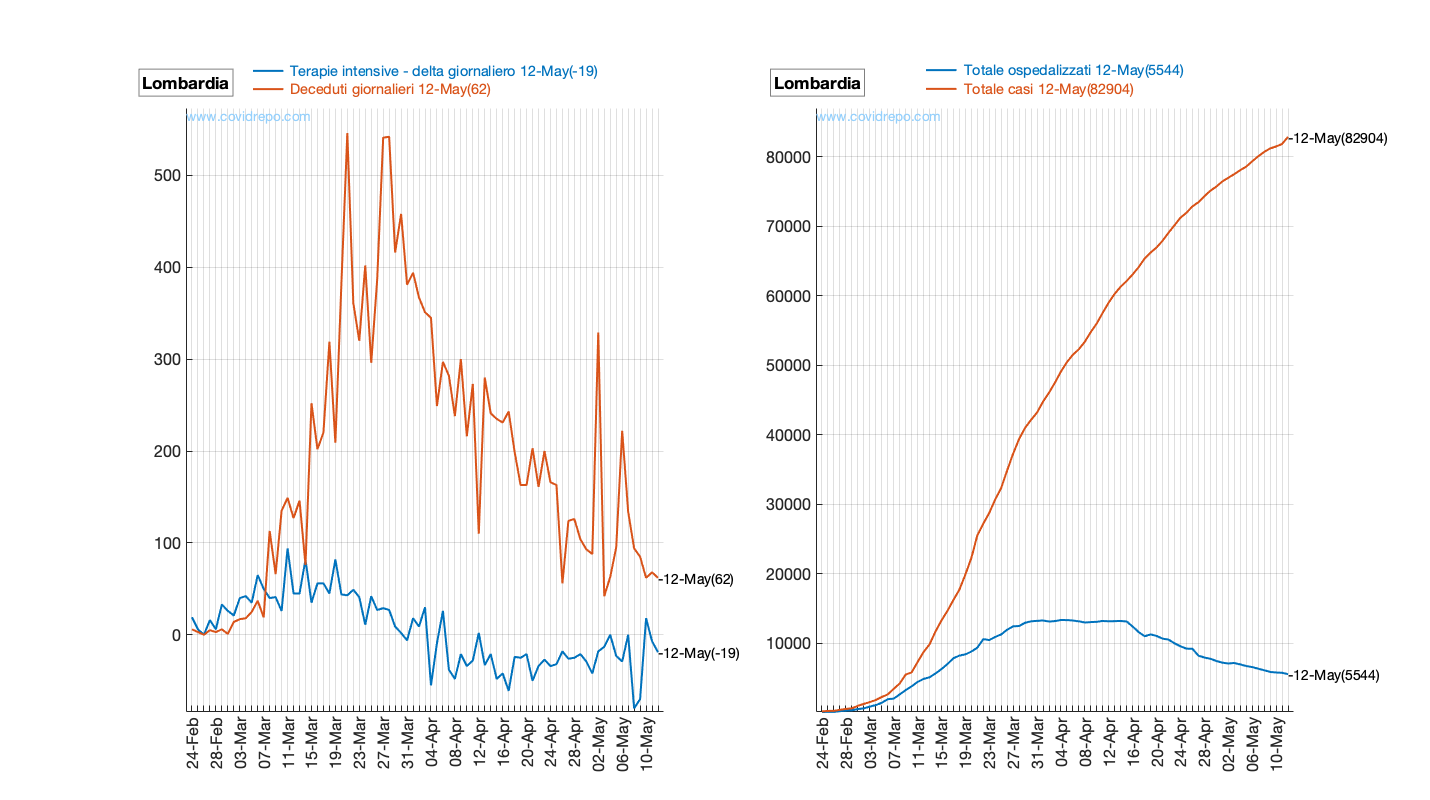 Lombardia
Terapie intensive - delta giornaliero 12-May(-19)
Deceduti giornalieri 12-May(62)
www.covidrepo.com
500
400
300
200
100
0
-12-May(62)
-12-May(-19)
24-Feb
28-Feb
03-Mar
07-Mar
11-Mar
15-Mar
19-Mar
23-Mar
27-Mar
31-Mar
04-Apr
08-Apr
12-Apr
16-Apr
20-Apr
24-Apr
28-Apr
02-May
06-May
10-May
Lombardia
Totale ospedalizzati 12-May(5544)
Totale casi 12-May(82904)
www.covidrepo.com
80000
70000
60000
50000
40000
30000
20000
10000
-12-May(82904)
-12-May(5544)
24-Feb
28-Feb
03-Mar
07-Mar
11-Mar
15-Mar
19-Mar
23-Mar
27-Mar
31-Mar
04-Apr
08-Apr
12-Apr
16-Apr
20-Apr
24-Apr
28-Apr
02-May
06-May
10-May